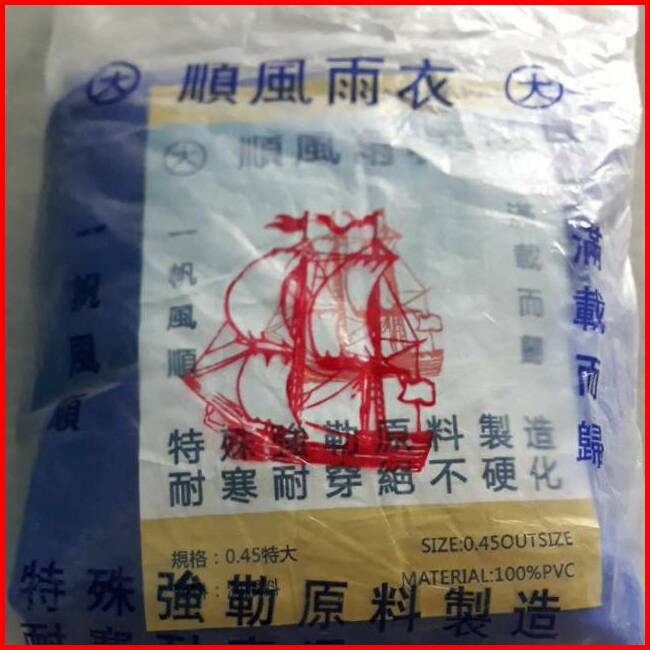 大 順風雨衣 大
大 順風雨
一帆風順
一帆風順
滿載而歸
滿載而歸
特殊強勒原料製造
耐寒耐穿絕不硬化
規格：0.45特大
SIZE:0.45OUTSIZE
MATERIAL:100%PVC
特殊強勒原料製造